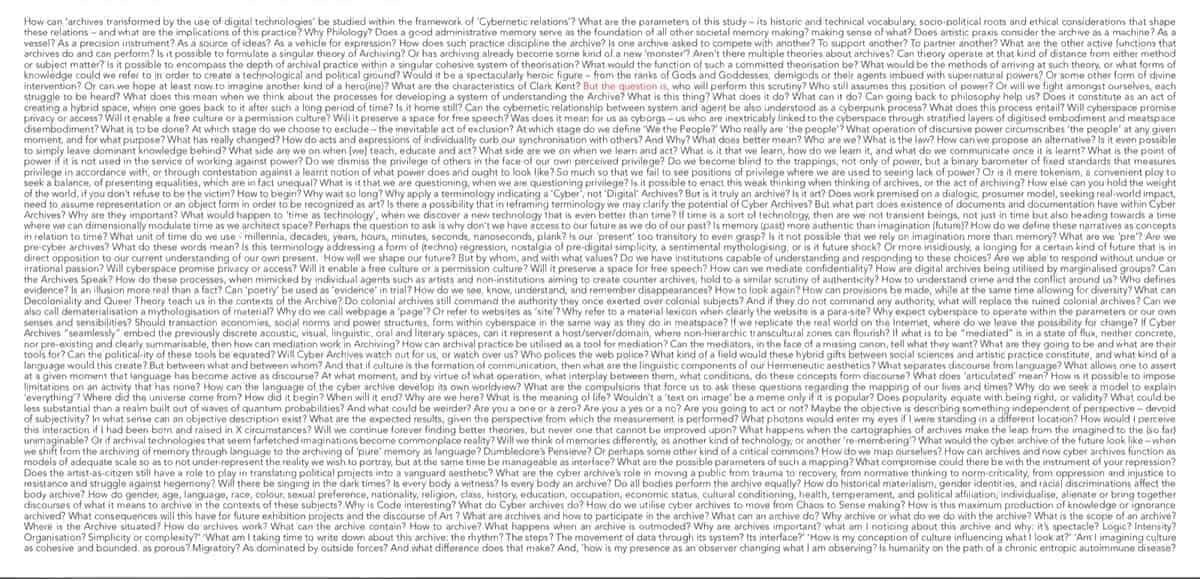 How can 'archives transformed by the use of digital technologies' be studied within the framework of 'Cybernetic relations'? What are the parameters of this study – its historic and technical vocabulary, socio-political roots and ethical considerations that shape
these relations – and what are the implications of this practice? Why Philology? Does a good administrative memory serve as the foundation of all other societal memory making? making sense of what? Does artistic praxis consider the archive as a machine? As a
vessel? As a precision instrument? As a source of ideas? As a vehicle for expression? How does such practice discipline the archive? Is one archive asked to compete with another? To support another? To partner another? What are the other active functions that
archives do and can perform? Is it possible to formulate a singular theory of Archiving? Or has archiving already become some kind of a new 'monster'? Aren't there multiple theories about archives? Can theory operate at that kind of distance from either method
or subject matter? Is it possible to encompass the depth of archival practice within a singular cohesive system of theorisation? What would the function of such a committed theorisation be? What would be the methods of arriving at such theory, or what forms of
knowledge could we refer to in order to create a technological and political ground? Would it be a spectacularly heroic figure – from the ranks of Gods and Goddesses, demigods or their agents imbued with supernatural powers? Or some other form of divine
intervention? Or can we hope at least now to imagine another kind of a hero(ine)? What are the characteristics of Clark Kent? But the question is, who will perform this scrutiny? Who still assumes this position of power? Or will we fight amongst ourselves, each
struggle to be heard? What does this mean when we think about the processes for developing a system of understanding the Archive? What is this thing? What does it do? What can it do? Can going back to philosophy help us? Does it constitute as an act of
creating a hybrid space, when one goes back to it after such a long period of time? Is it home still? Can the cybernetic relationship between system and agent be also understood as a cyberpunk process? What does this process entail? Will cyberspace promise
privacy or access? Will it enable a free culture or a permission culture? Will it preserve a space for free speech? Was does it mean for us as cyborgs – us who are inextricably linked to the cyberspace through stratified layers of digitised embodiment and meatspace
disembodiment? What is to be done? At which stage do we choose to exclude – the inevitable act of exclusion? At which stage do we define 'We the People?' Who really are 'the people'? What operation of discursive power circumscribes 'the people' at any given
moment, and for what purpose? What has really changed? How do acts and expressions of individuality curb our synchronisation with others? And Why? What does better mean? Who are we? What is the law? How can we propose an alternative? Is it even possible
to simply leave dominant knowledge behind? What side are we on when [we] teach, educate and act? What side are we on when we learn and act? What is it that we learn, how do we learn it, and what do we communicate once it is learnt? What is the point of
power if it is not used in the service of working against power? Do we dismiss the privilege of others in the face of our own perceived privilege? Do we become blind to the trappings, not only of power, but a binary barometer of fixed standards that measures
privilege in accordance with, or through contestation against a learnt notion of what power does and ought to look like? So much so that we fail to see positions of privilege where we are used to seeing lack of power? Or is it mere tokenism, a convenient ploy to
seek a balance, of presenting equalities, which are in fact unequal? What is it that we are questioning, when we are questioning privilege? Is it possible to enact this weak thinking when thinking of archives, or the act of archiving? How else can you hold the weight
of the world, if you don't refuse to be the victim? How to begin? Why wait so long? Why apply a terminology indicating a 'Cyber', not 'Digital' Archives? But is it truly an archive? Is it art? Does work premised on a dialogic, prosumer model, seeking real-world impact,
need to assume representation or an object form in order to be recognized as art? Is there a possibility that in reframing terminology we may clarify the potential of Cyber Archives? But what part does existence of documents and documentation have within Cyber
Archives? Why are they important? What would happen to 'time as technology', when we discover a new technology that is even better than time? If time is a sort of technology, then are we not transient beings, not just in time but also heading towards a time
where we can dimensionally modulate time as we architect space? Perhaps the question to ask is why don't we have access to our future as we do of our past? Is memory (past) more authentic than imagination (future)? How do we define these narratives as concepts
in relation to time? What unit of time do we use - millennia, decades, years, hours, minutes, seconds, nanoseconds, plank? Is our 'present' too transitory to even grasp? Is it not possible that we rely on imagination more than memory? What are we 'pre'? Are we
pre-cyber archives? What do these words mean? Is this terminology addressing a form of (techno) regression, nostalgia of pre-digital simplicity, a sentimental mythologising, or is it future shock? Or more insidiously, a longing for a certain kind of future that is in
direct opposition to our current understanding of our own present. How will we shape our future? But by whom, and with what values? Do we have institutions capable of understanding and responding to these choices? Are we able to respond without undue or
irrational passion? Will cyberspace promise privacy or access? Will it enable a free culture or a permission culture? Will it preserve a space for free speech? How can we mediate confidentiality? How are digital archives being utilised by marginalised groups? Can
the Archives Speak? How do these processes, when mimicked by individual agents such as artists and non-institutions aiming to create counter archives, hold to a similar scrutiny of authenticity? How to understand crime and the conflict around us? Who defines
evidence? Is an illusion more real than a fact? Can 'poetry' be used as 'evidence' in trial? How do we see, know, understand, and remember disappearances? How to look again? How can provisions be made, while at the same time allowing for diversity? What can
Decoloniality and Queer Theory teach us in the contexts of the Archive? Do colonial archives still command the authority they once exerted over colonial subjects? And if they do not command any authority, what will replace the ruined colonial archives? Can we
also call dematerialisation a mythologisation of material? Why do we call webpage a 'page'? Or refer to websites as 'site'? Why refer to a material lexicon when clearly the website is a para-site? Why expect cyberspace to operate within the parameters or our own
senses and sensibilities? Should transaction economies, social norms and power structures, form within cyberspace in the same way as they do in meatspace? If we replicate the real world on the Internet, where do we leave the possibility for change? If Cyber
Archives "seamlessly" embed the previously discrete acoustic, visual, linguistic, oral and literary spaces, can it represent a host/server/domain, where non-hierarchic transcultural zones can flourish? If what is to be "mediated" is in a state of flux, neither concrete,
nor pre-existing and clearly summarisable, then how can mediation work in Archiving? How can archival practice be utilised as a tool for mediation? Can the mediators, in the face of a missing canon, tell what they want? What are they going to be and what are their
tools for? Can the political-ity of these tools be equated? Will Cyber Archives watch out for us, or watch over us? Who polices the web police? What kind of a field would these hybrid gifts between social sciences and artistic practice constitute, and what kind of a
language would this create? But between what and between whom? And that if culture is the formation of communication, then what are the linguistic components of our Hermeneutic aesthetics? What separates discourse from language? What allows one to assert
at a given moment that language has become active as discourse? At what moment, and by virtue of what operation, what interplay between them, what conditions, do these concepts form discourse? What does 'articulated' mean? How is it possible to impose
limitations on an activity that has none? How can the language of the cyber archive develop its own worldview? What are the compulsions that force us to ask these questions regarding the mapping of our lives and times? Why do we seek a model to explain
'everything'? Where did the universe come from? How did it begin? When will it end? Why are we here? What is the meaning of life? Wouldn't a 'text on image' be a meme only if it is popular? Does popularity equate with being right, or validity? What could be
less substantial than a realm built out of waves of quantum probabilities? And what could be weirder? Are you a one or a zero? Are you a yes or a no? Are you going to act or not? Maybe the objective is describing something independent of perspective – devoid
of subjectivity? In what sense can an objective description exist? What are the expected results, given the perspective from which the measurement is performed? What photons would enter my eyes if I were standing in a different location? How would I perceive
this interaction if I had been born and raised in X circumstances? Will we continue forever finding better theories, but never one that cannot be improved upon? What happens when the cartographies of archives make the leap from the imagined to the (so far)
unimaginable? Or if archival technologies that seem farfetched imaginations become commonplace reality? Will we think of memories differently, as another kind of technology, or another 're-membering'? What would the cyber archive of the future look like – when
we shift from the archiving of memory through language to the archiving of 'pure' memory as language? Dumbledore's Pensieve? Or perhaps some other kind of a critical commons? How do we map ourselves? How can archives and now cyber archives function as
models of adequate scale so as to not under-represent the reality we wish to portray, but at the same time be manageable as interface? What are the possible parameters of such a mapping? What compromise could there be with the instrument of your repression?
Does the artist-as-citizen still have a role to play in translating political projects into a vanguard aesthetic? What are the cyber archive's role in moving a public from trauma to recovery, from normative thinking to norm-criticality, from oppression and injustice to
resistance and struggle against hegemony? Will there be singing in the dark times? Is every body a witness? Is every body an archive? Do all bodies perform the archive equally? How do historical materialism, gender identities, and racial discriminations affect the
body archive? How do gender, age, language, race, colour, sexual preference, nationality, religion, class, history, education, occupation, economic status, cultural conditioning, health, temperament, and political affiliation, individualise, alienate or bring together
discourses of what it means to archive in the contexts of these subjects? Why is Code interesting? What do Cyber archives do? How do we utilise cyber archives to move from Chaos to Sense making? How is this maximum production of knowledge or ignorance
archived? What consequences will this have for future exhibition projects and the discourse of Art? What are archives and how to participate in the archive? What can an archive do? Why archive or what do we do with the archive? What is the scope of an archive?
Where is the Archive situated? How do archives work? What can the archive contain? How to archive? What happens when an archive is outmoded? Why are archives important? what am I noticing about this archive and why: it's spectacle? Logic? Intensity?
Organisation? Simplicity or complexity?' 'What am I taking time to write down about this archive: the rhythm? The steps? The movement of data through its system? Its interface?' 'How is my conception of culture influencing what I look at?' 'Am I imagining culture
as cohesive and bounded. as porous? Migratory? As dominated by outside forces? And what difference does that make? And, 'how is my presence as an observer changing what I am observing? Is humanity on the path of a chronic entropic autoimmune disease?